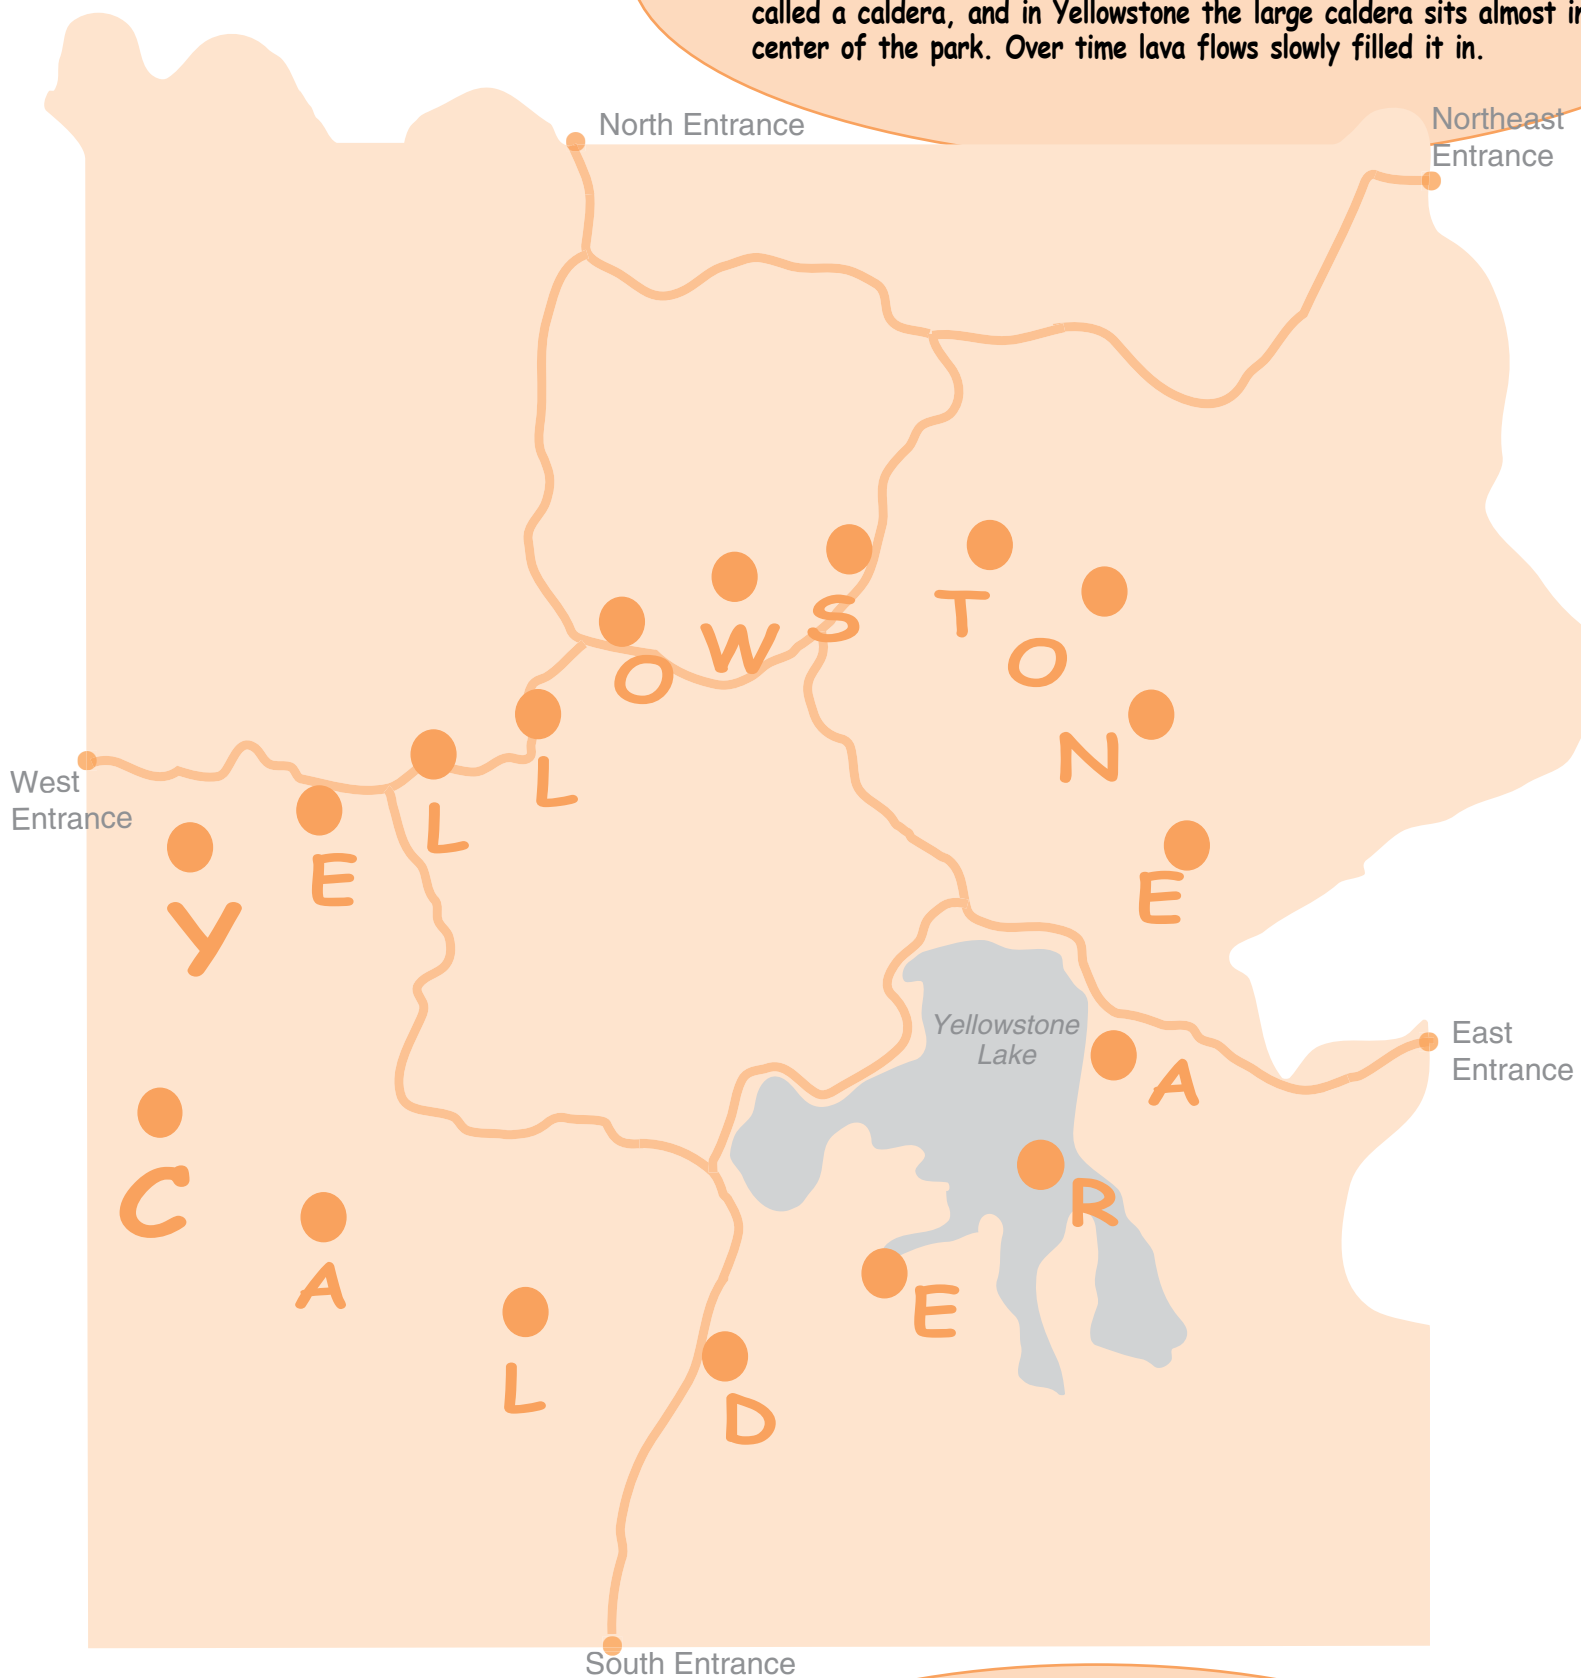 called a caldera, and in Yellowstone the large caldera sits almost in
center of the park. Over time lava flows slowly filled it in.
North Entrance
Northeast
Entrance
West
Entrance
Y E L L O W S T O N E
Yellowstone
Lake
East
Entrance
C A L D E R A
South Entrance